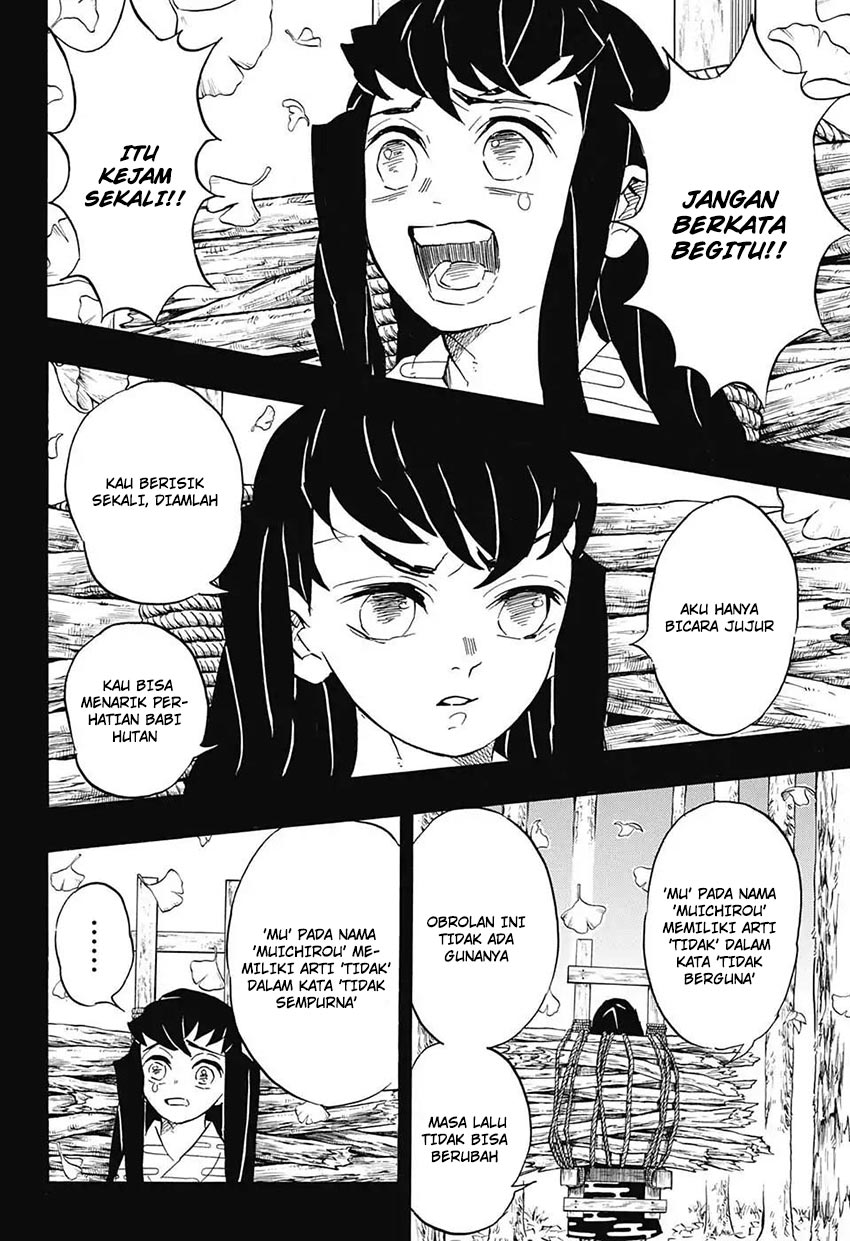 JANGAN
BERKATA
BEGITU!!
ITU
KEJAM
SEKALI!!
AKU HANYA
BICARA JUJUR
KAU BERISIK
SEKALI, DIAMLAH
KAU BISA
MENARIK PER-
HATIAN BABI
HUTAN
'MU' PADA NAMA
'MUICHIROU'
MEMILIKI ARTI
'TIDAK' DALAM
KATA 'TIDAK
BERGUNA'
OBROLAN INI
TIDAK ADA
GUNANYA
MASA LALU
TIDAK BISA
BERUBAH
'MU' PADA NAMA
'MUICHIROU' ME-
MILIKI ARTI 'TIDAK'
DALAM KATA 'TIDAK
SEMPURNA'
.....